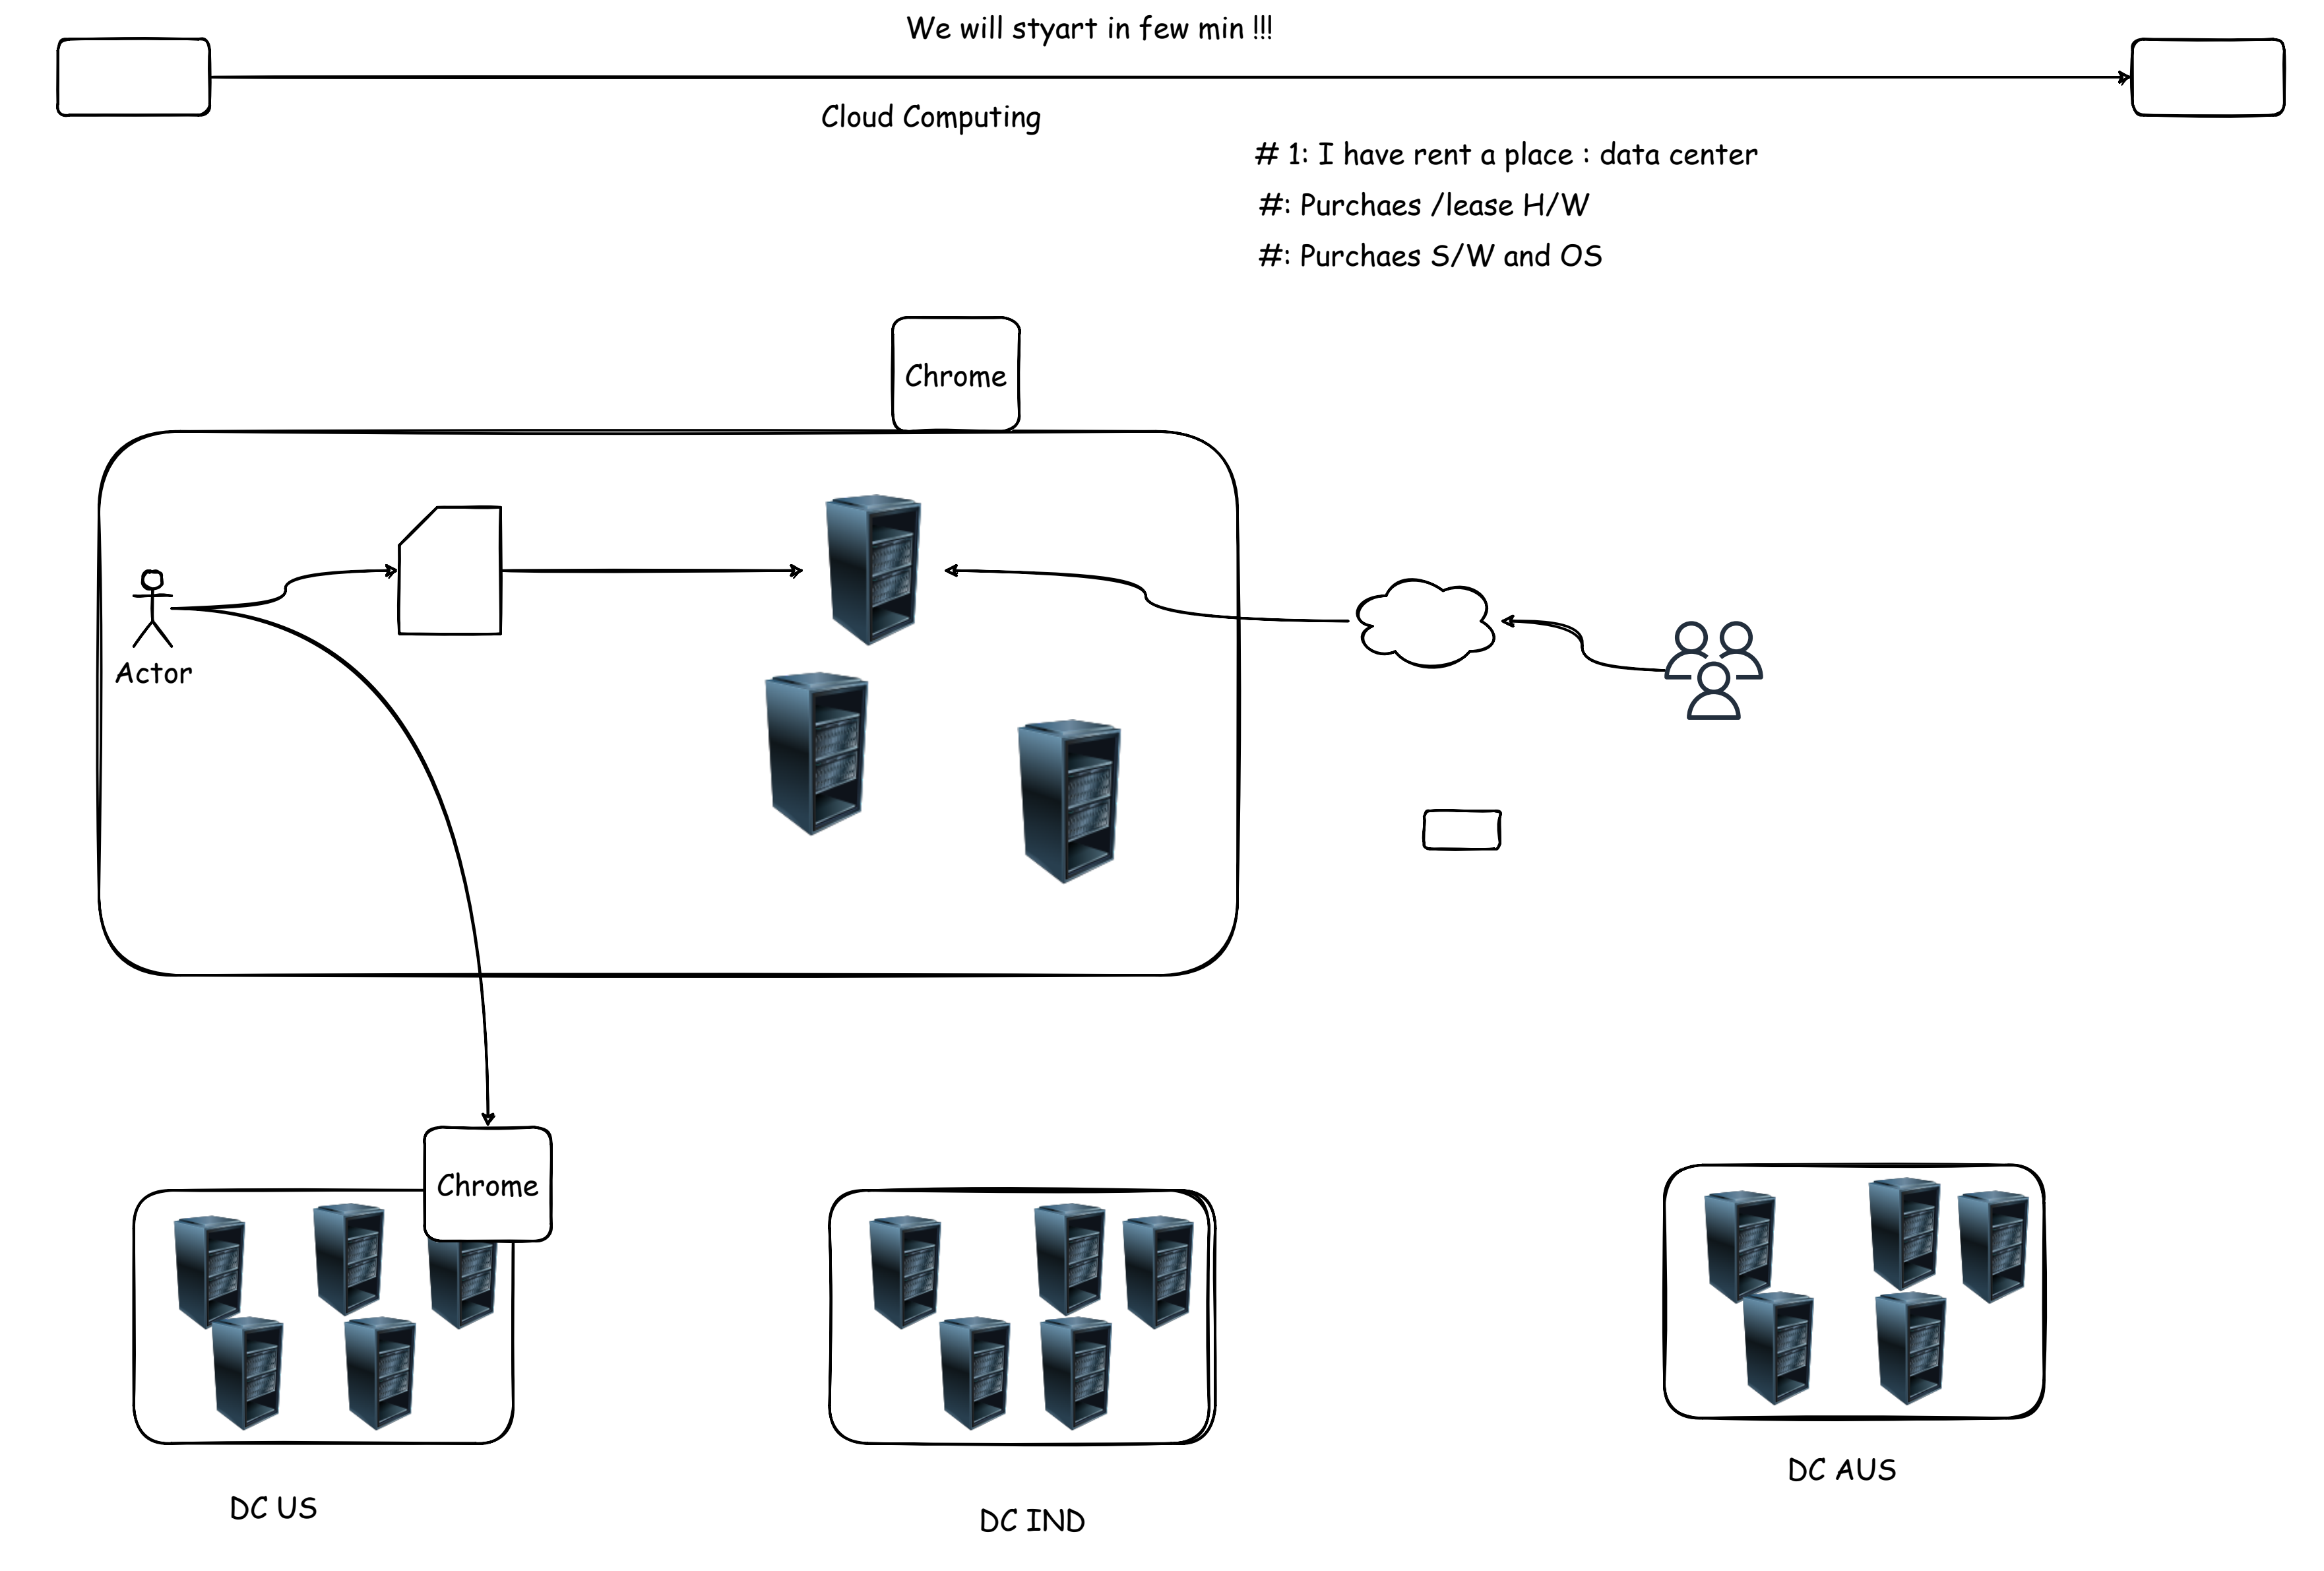 We will styart in few min !!!
Cloud Computing
# 1: I have rent a place : data center
#: Purchaes /lease H/W
#: Purchaes S/W and OS
Chrome
Actor
Chrome
DC US
DC IND
DC AUS